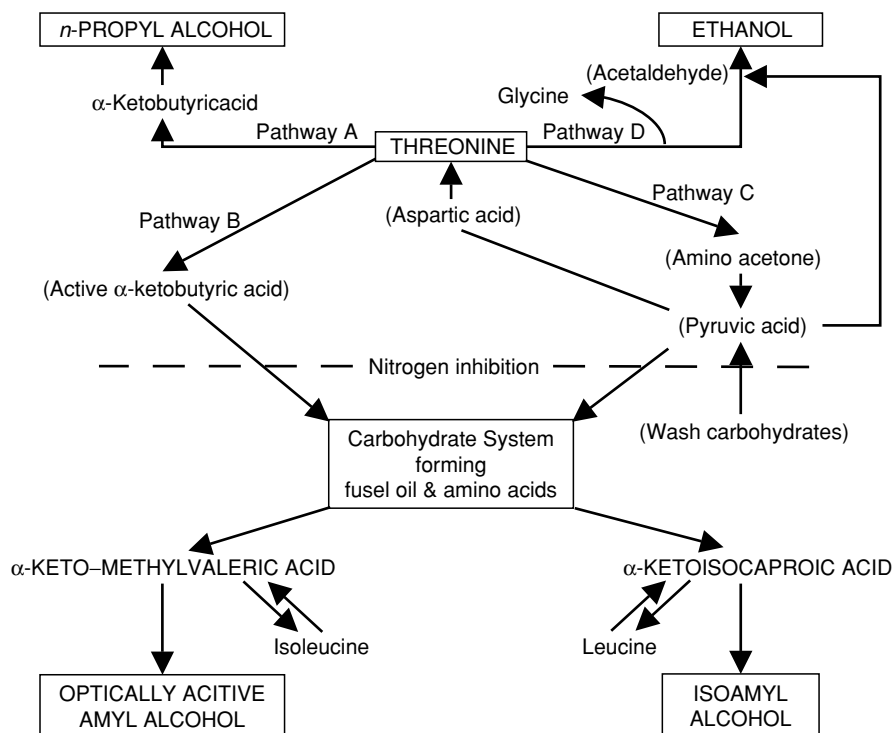 n-PROPYL ALCOHOL
ETHANOL
(Acetaldehyde)
Glycine
α-Ketobutyricacid
Pathway A
THREONINE
Pathway D
Pathway C
Pathway B
(Aspartic acid)
(Amino acetone)
(Active α-ketobutyric acid)
(Pyruvic acid)
Nitrogen inhibition
(Wash carbohydrates)
Carbohydrate System
forming
fusel oil & amino acids
α-KETO–METHYLVALERIC ACID
α-KETOISOCAPROIC ACID
Isoleucine
Leucine
OPTICALLY ACITIVE
AMYL ALCOHOL
ISOAMYL
ALCOHOL